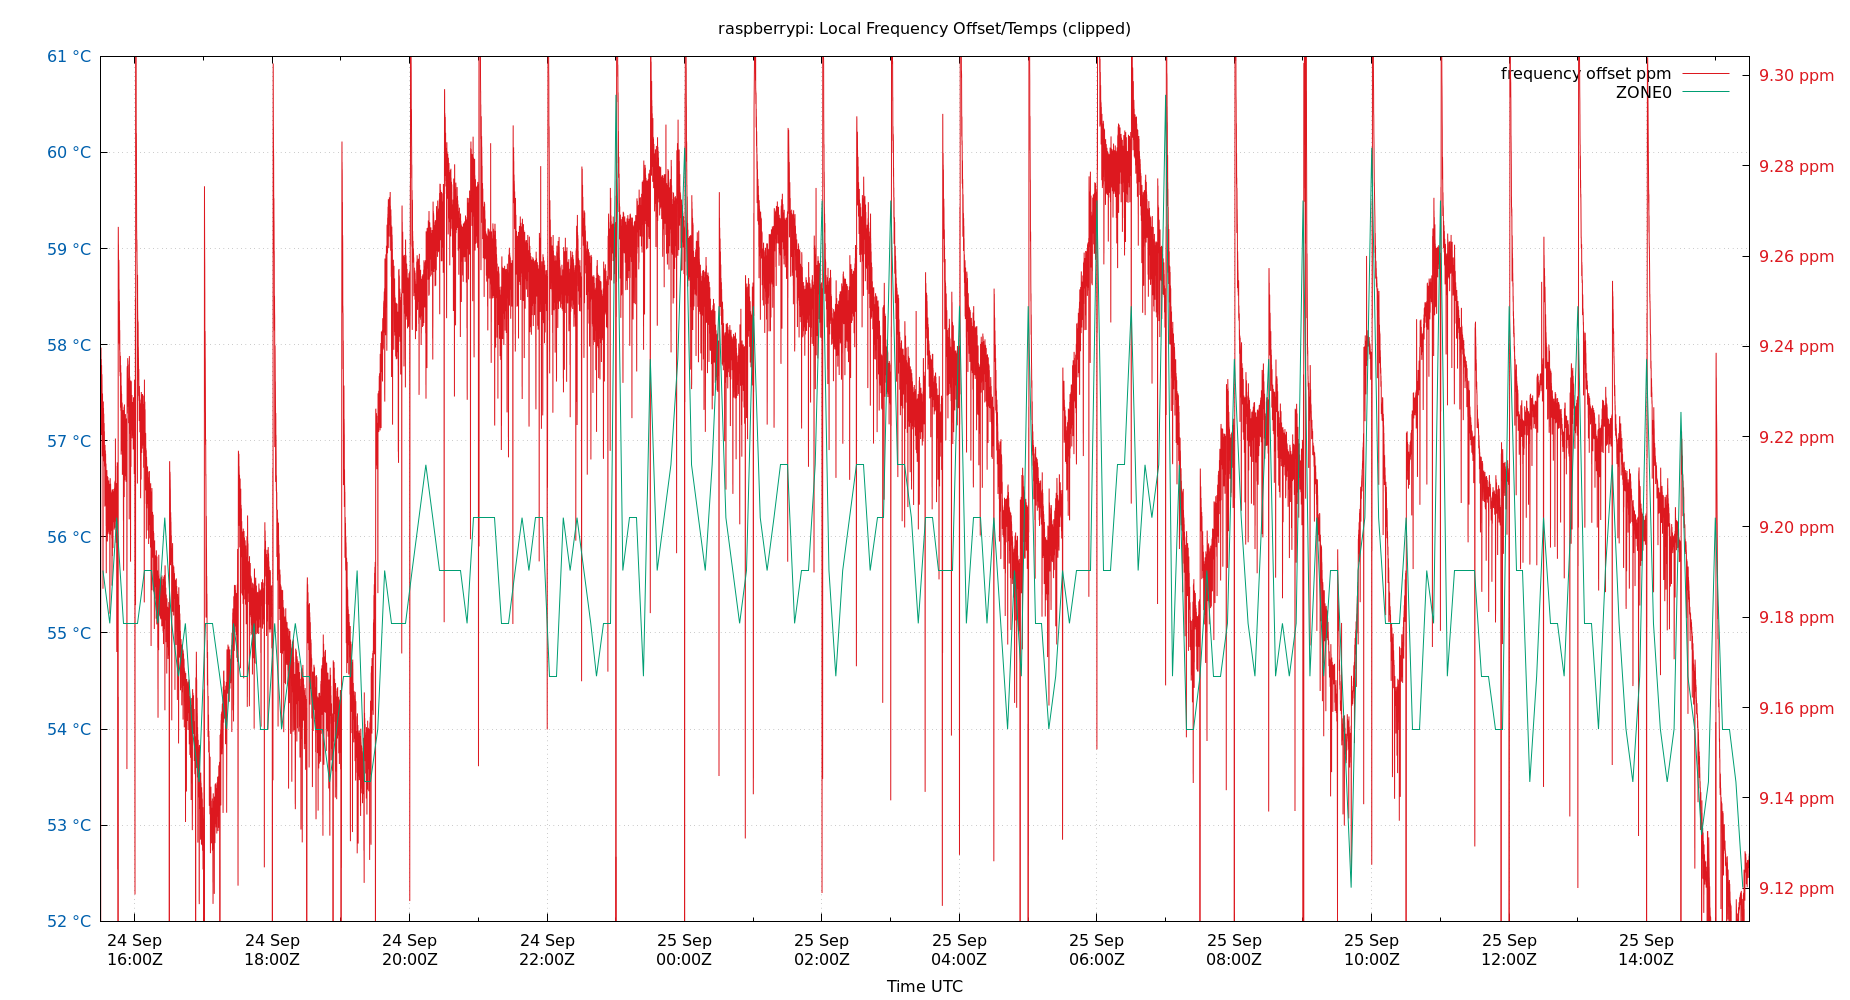 raspberrypi: Local Frequency Offset/Temps (clipped)
61 °C
60 °C
59 °C
58 °C
57 °C
56 °C
55 °C
54 °C
53 °C
52 °C
frequency offset ppm
ZONE0
9.30 ppm
9.28 ppm
9.26 ppm
9.24 ppm
9.22 ppm
9.20 ppm
9.18 ppm
9.16 ppm
9.14 ppm
9.12 ppm
24 Sep 24 Sep 24 Sep 24 Sep 25 Sep 25 Sep 25 Sep 25 Sep 25 Sep 25 Sep 25 Sep 25 Sep
16:00Z 18:00Z 20:00Z 22:00Z 00:00Z 02:00Z 04:00Z 06:00Z 08:00Z 10:00Z 12:00Z 14:00Z
Time UTC